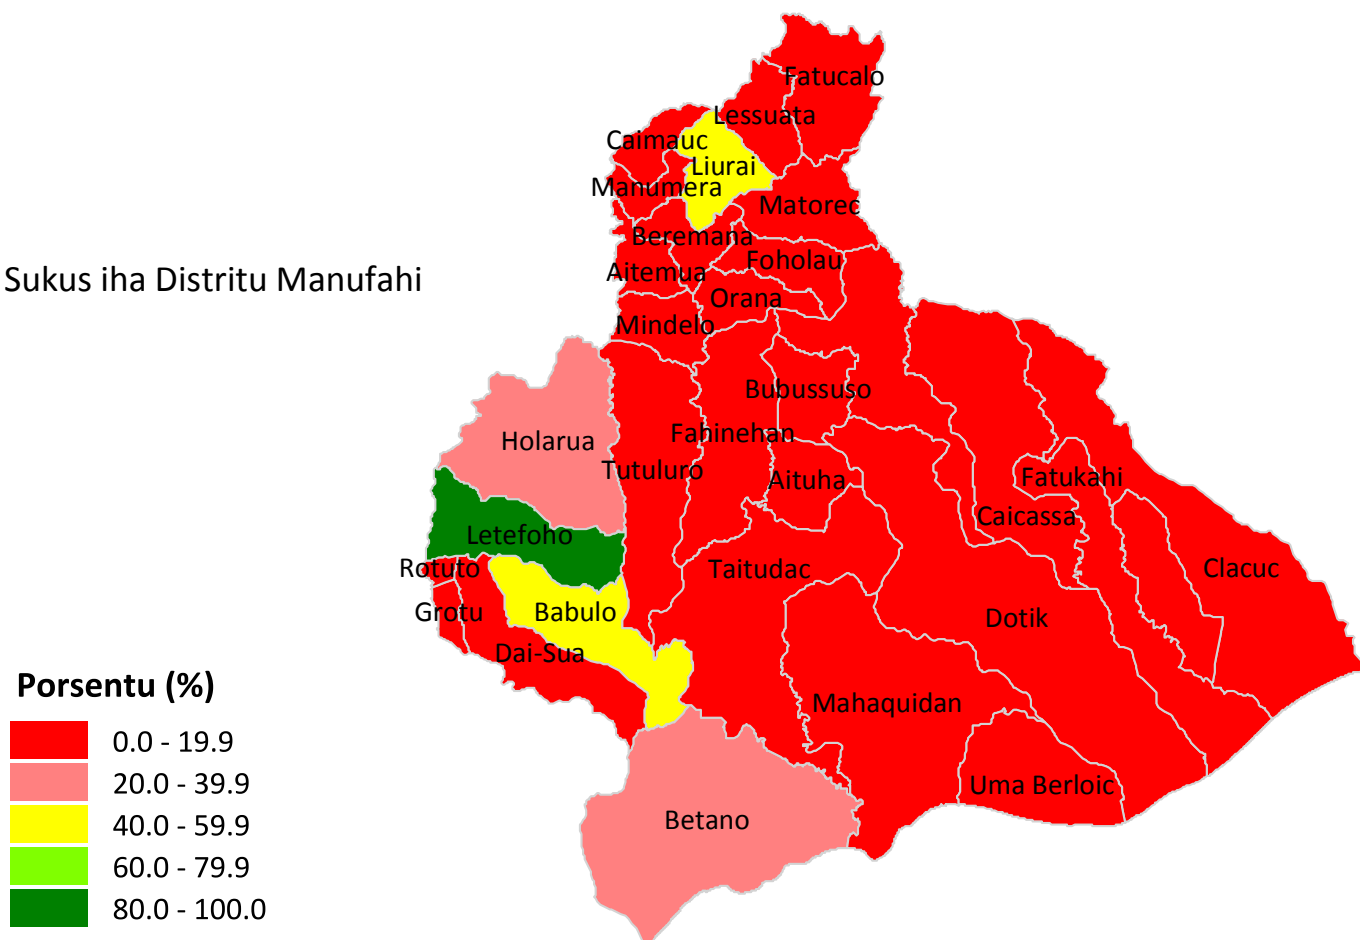 Fatucalo
Lessuata
Caimauc
Liurai
Manumera
Matorec
Beremana
Foholau
Aitemua
Sukus iha Distritu Manufahi
Orana
Mindelo
Bubussuso
Fahinehan
Holarua
Tutuluro
Aituha
Fatukahi
Caicassa
Letefoho
Rotuto
Taitudac
Clacuc
Grotu
Babulo
Dotik
Dai-Sua
Mahaquidan
Uma Berloic
Betano
Porsentu (%)
0.0 - 19.9
20.0 - 39.9
40.0 - 59.9
60.0 - 79.9
80.0 - 100.0